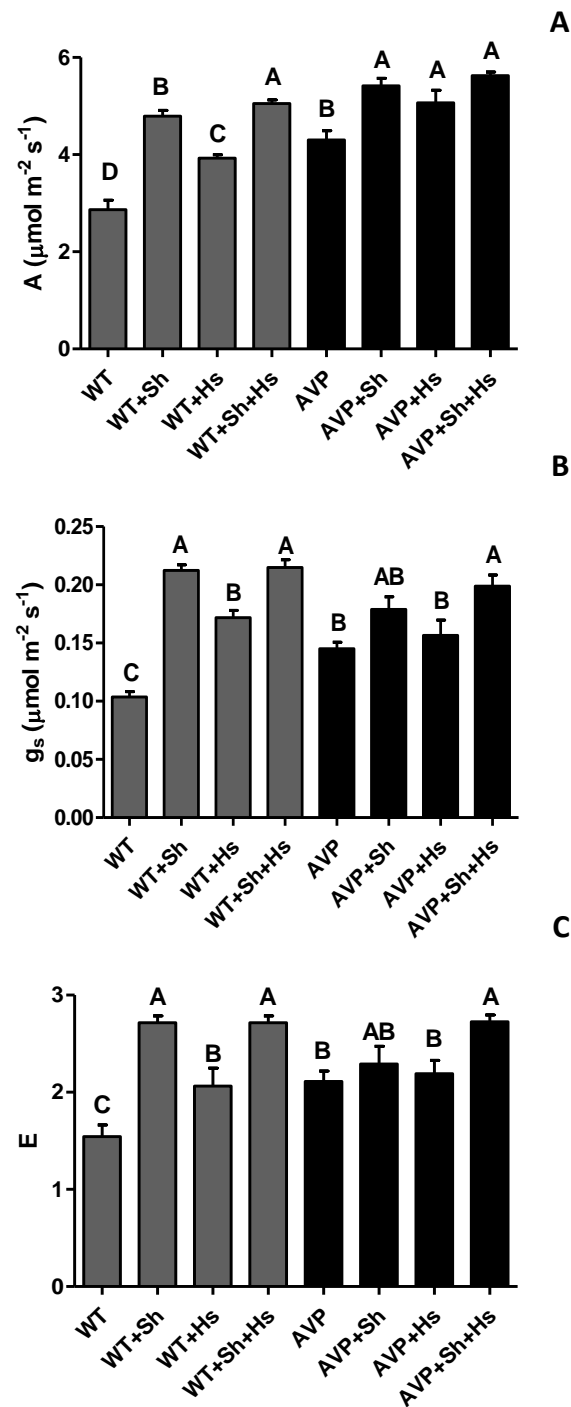 A
A (μmol m⁻² s⁻¹)
6
4
2
0
D
B
C
A
B
A
A
A
WT
WT+Sh
WT+Hs
WT+Sh+Hs
AVP
AVP+Sh
AVP+Hs
AVP+Sh+Hs
B
gₛ (μmol m⁻² s⁻¹)
0.25
0.20
0.15
0.10
0.05
0.00
C
A
B
A
B
AB
B
A
WT
WT+Sh
WT+Hs
WT+Sh+Hs
AVP
AVP+Sh
AVP+Hs
AVP+Sh+Hs
C
E
3
2
1
0
C
A
B
A
B
AB
B
A
WT
WT+Sh
WT+Hs
WT+Sh+Hs
AVP
AVP+Sh
AVP+Hs
AVP+Sh+Hs